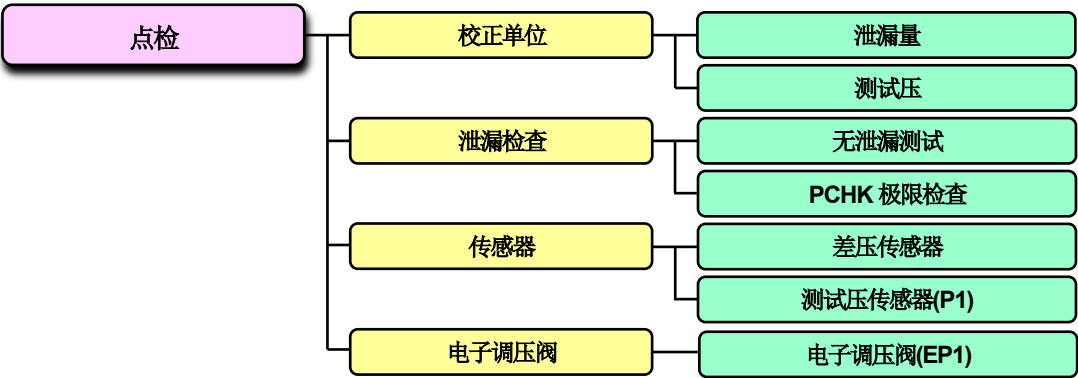 点检
校正单位
泄漏量
测试压
泄漏检查
无泄漏测试
PCHK 极限检查
传感器
差压传感器
测试压传感器(P1)
电子调压阀
电子调压阀(EP1)